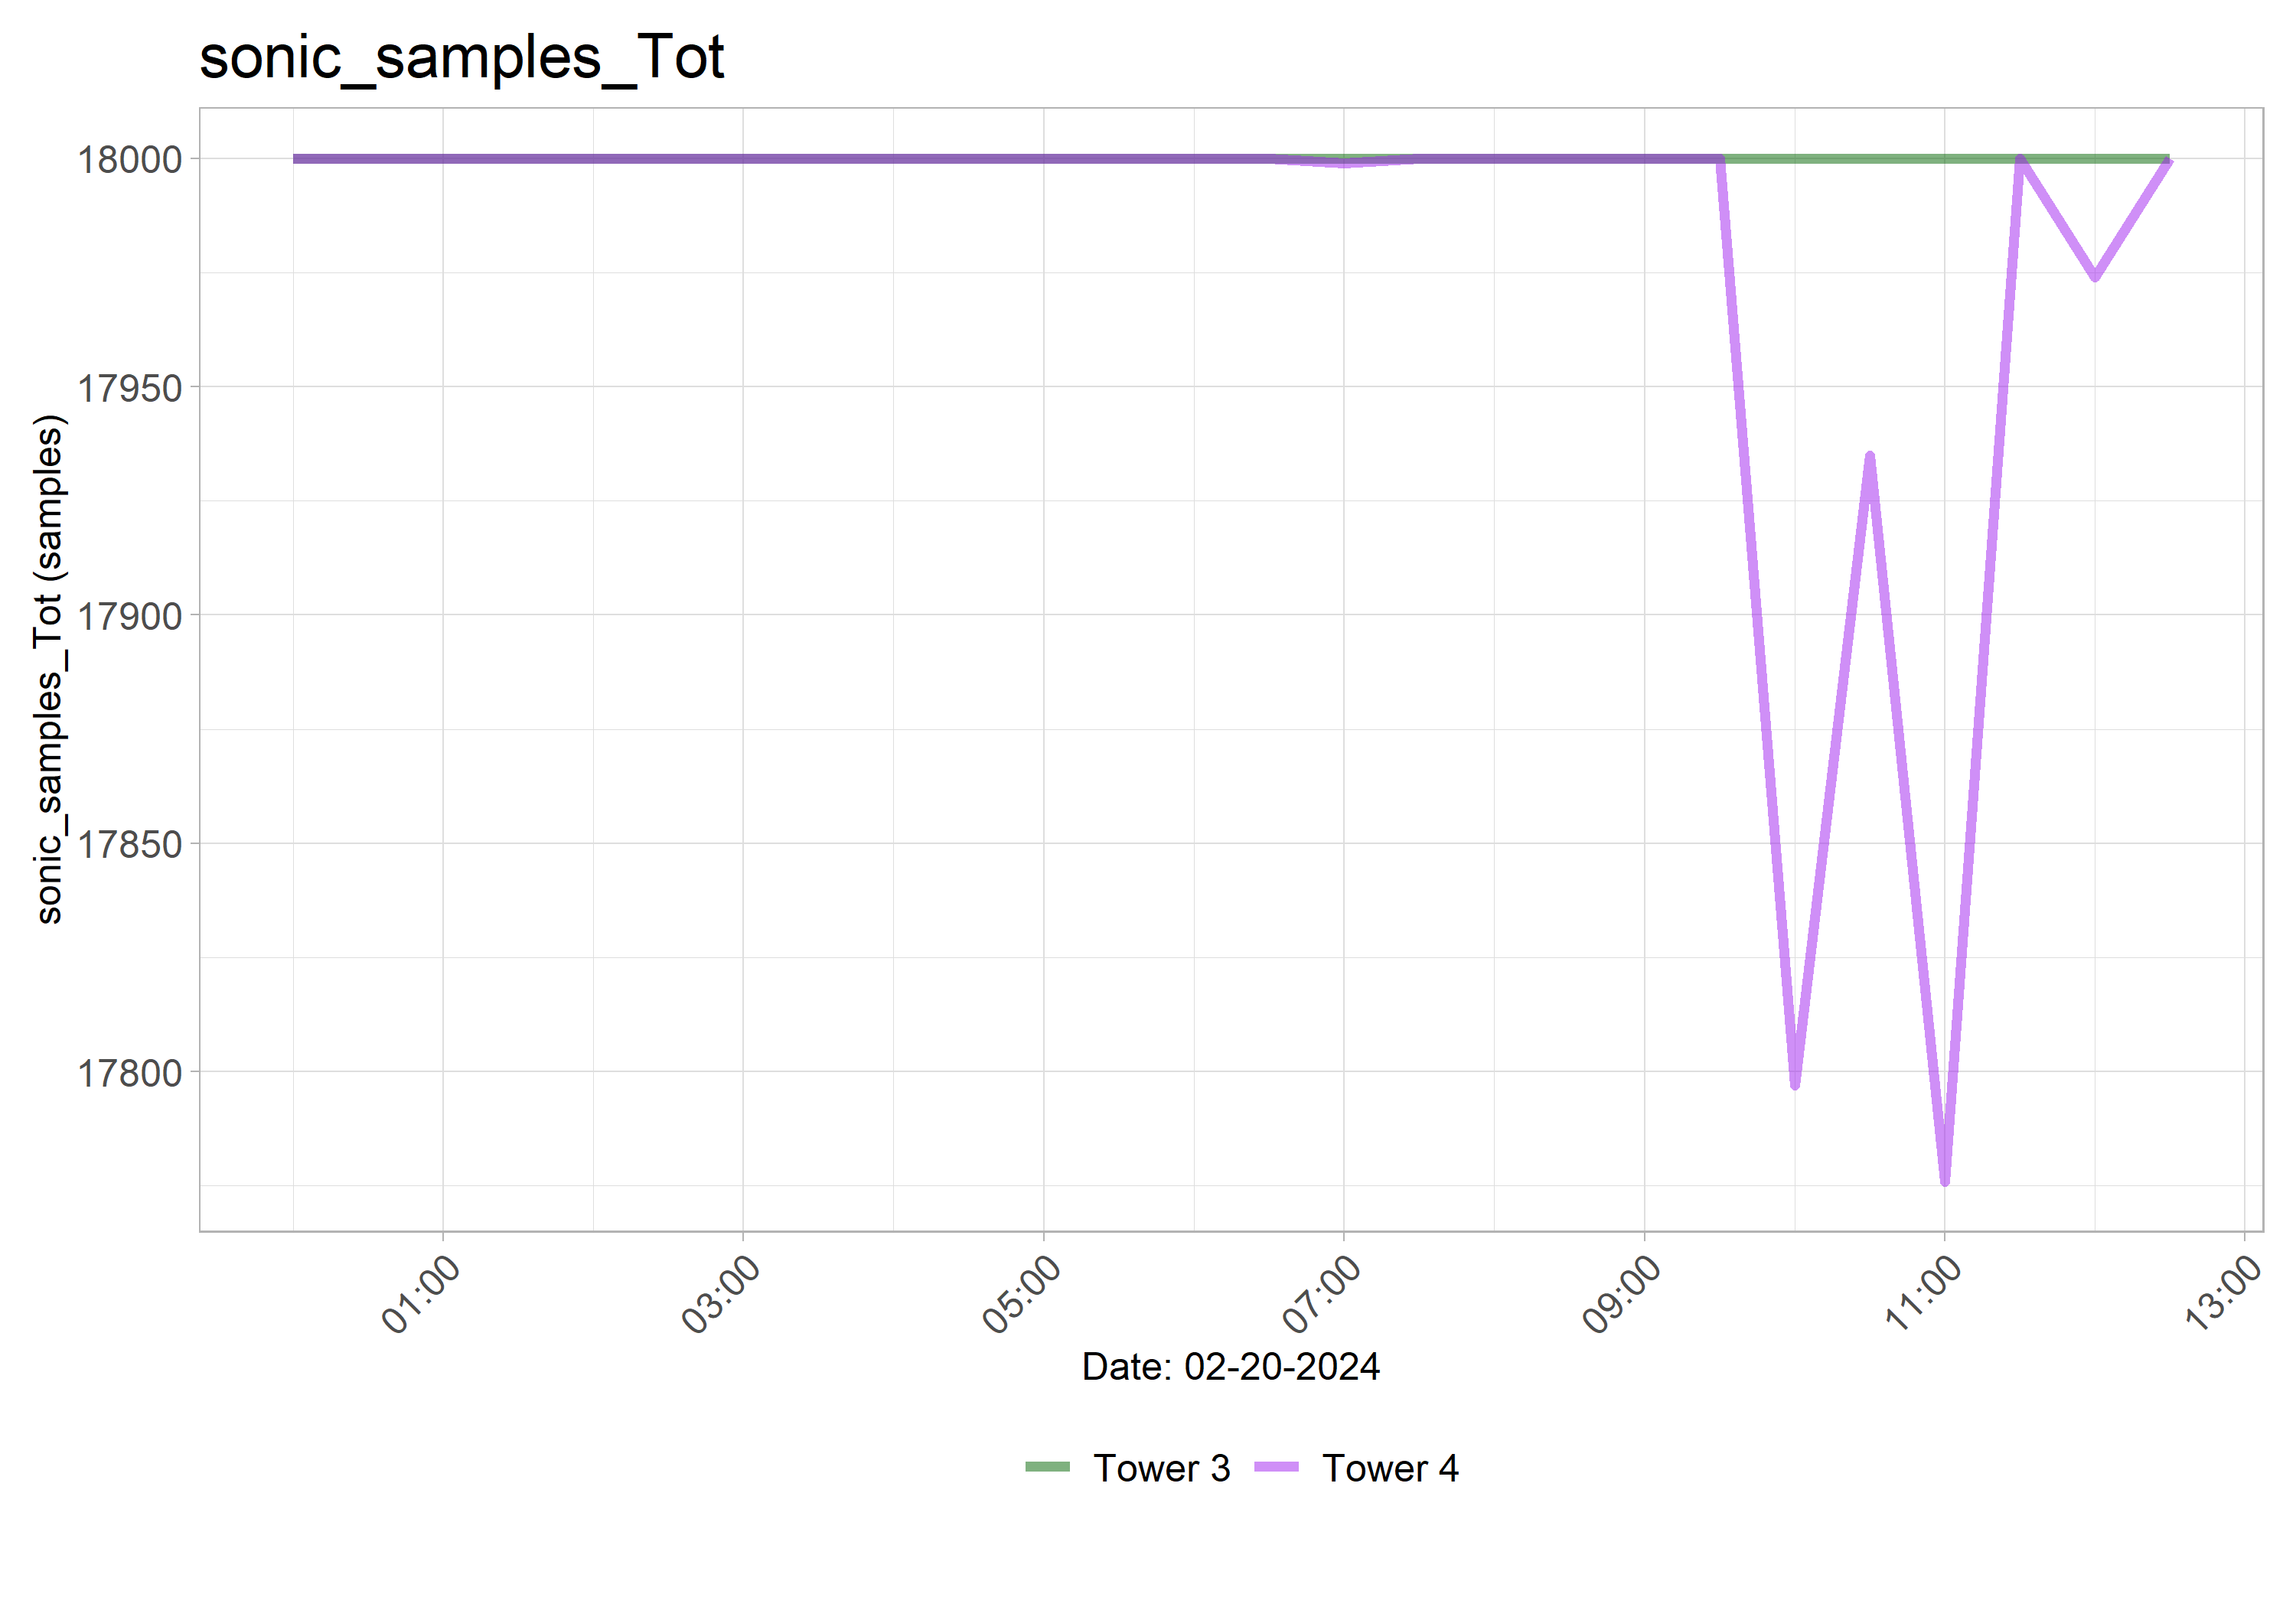 sonic_samples_Tot
sonic_samples_Tot (samples)
18000
17950
17900
17850
17800
01:00
03:00
05:00
07:00
09:00
11:00
13:00
Date: 02-20-2024
Tower 3
Tower 4